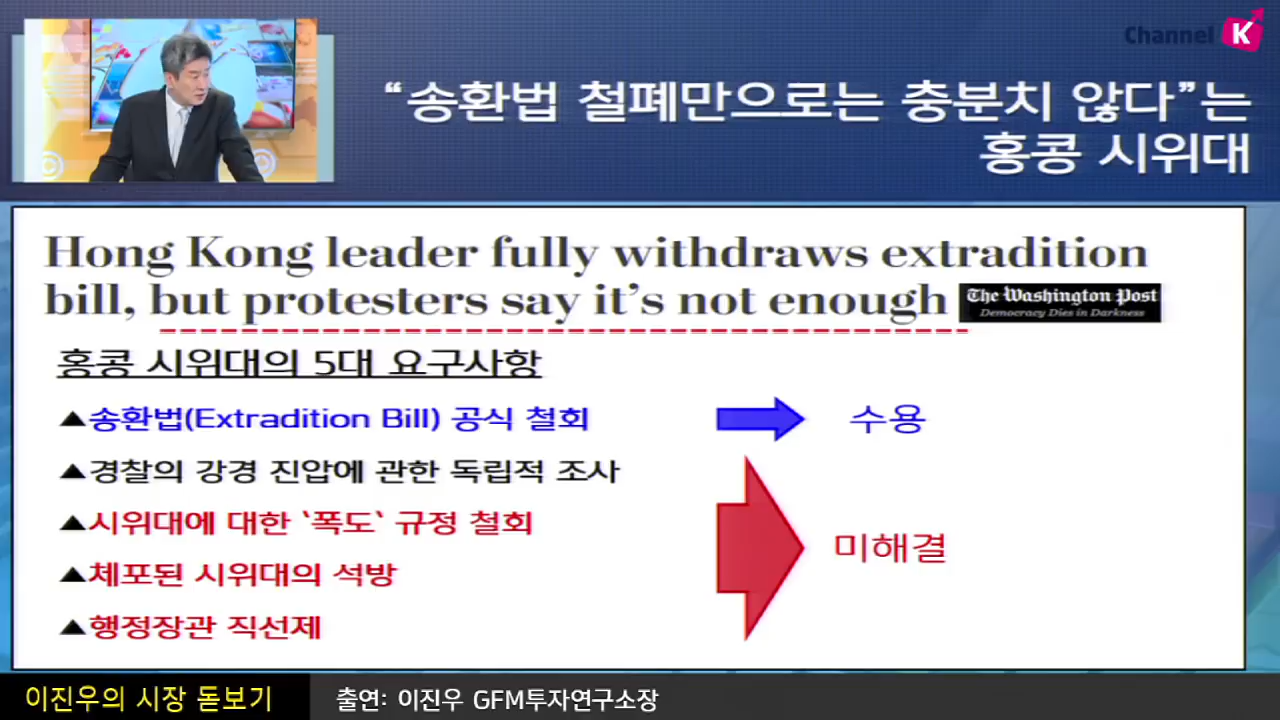 Channel K
“송환법 철폐만으로는 충분치 않다”는
홍콩 시위대
Hong Kong leader fully withdraws extradition
bill, but protesters say it’s not enough
The Washington Post
Democracy Dies in Darkness
홍콩 시위대의 5대 요구사항
▲송환법(Extradition Bill) 공식 철회
수용
▲경찰의 강경 진압에 관한 독립적 조사
▲시위대에 대한 `폭도` 규정 철회
미해결
▲체포된 시위대의 석방
▲행정장관 직선제
이진우의 시장 돋보기
출연: 이진우 GFM투자연구소장